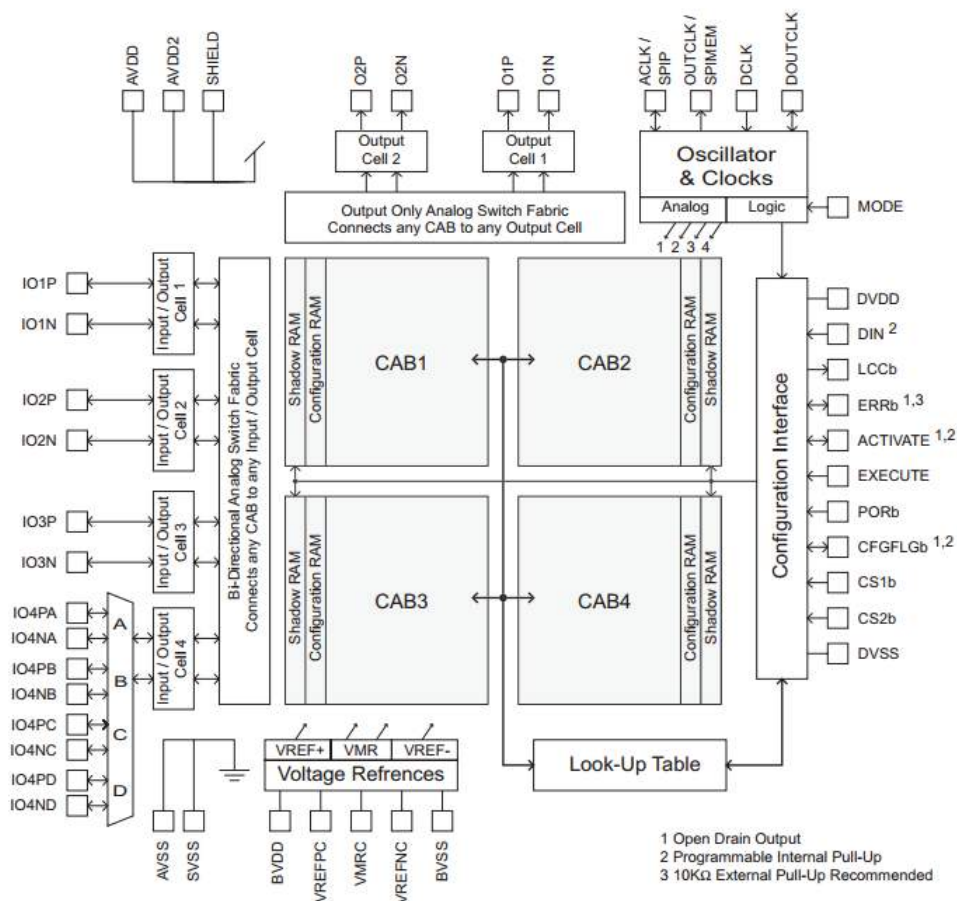 AVDD
AVDD2
SHIELD
O2P
O2N
O1P
O1N
ACLK /
SPIP
OUTCLK /
SPIMEM
DCLK
DOUTCLK
Output
Cell 2
Output
Cell 1
Oscillator
& Clocks
Analog
Logic
MODE
Output Only Analog Switch Fabric
Connects any CAB to any Output Cell
1 2 3 4
IO1P
IO1N
Input / Output
Cell 1
IO2P
IO2N
Input / Output
Cell 2
IO3P
IO3N
Input / Output
Cell 3
IO4PA
IO4NA
IO4PB
IO4NB
IO4PC
IO4NC
IO4PD
IO4ND
A
B
C
D
Input / Output
Cell 4
Bi-Directional Analog Switch Fabric
Connects any CAB to any Input / Output Cell
Shadow RAM
Configuration RAM
CAB1
CAB2
Configuration RAM
Shadow RAM
Shadow RAM
Configuration RAM
CAB3
CAB4
Configuration RAM
Shadow RAM
Configuration Interface
DVDD
DIN 2
LCCb
ERRb 1,3
ACTIVATE 1,2
EXECUTE
PORb
CFGFLGb 1,2
CS1b
CS2b
DVSS
VREF+
VMR
VREF-
Voltage Refrences
Look-Up Table
AVSS
SVSS
BVDD
VREFPC
VMRC
VREFNC
BVSS
1 Open Drain Output
2 Programmable Internal Pull-Up
3 10KΩ External Pull-Up Recommended